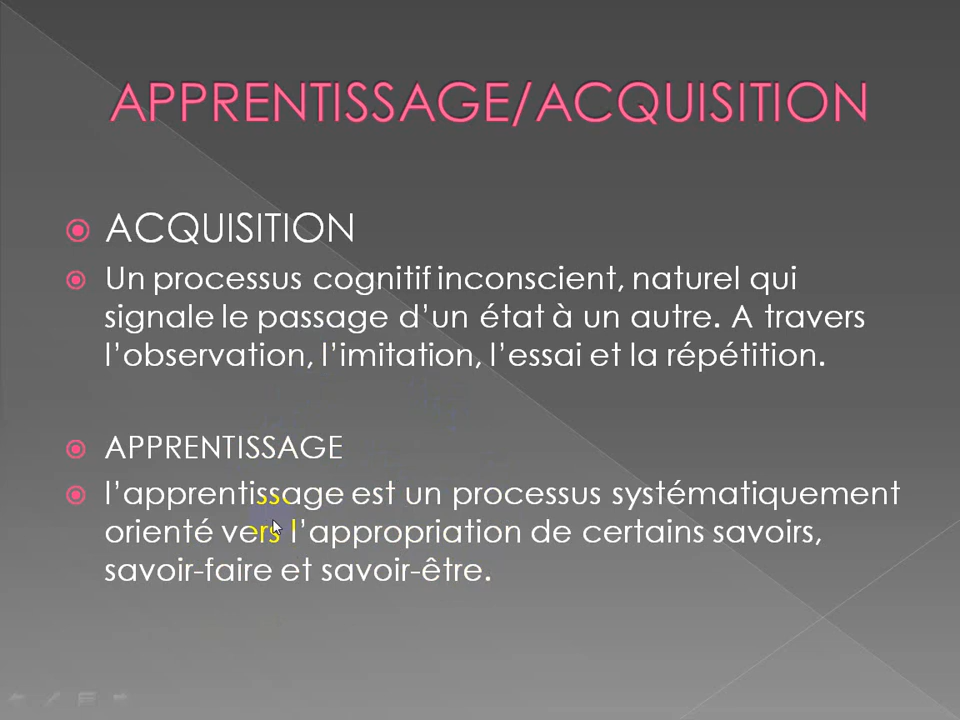 APPRENTISSAGE/ACQUISITION
ACQUISITION
Un processus cognitif inconscient, naturel qui
signale le passage d'un état à un autre. A travers
l'observation, l'imitation, l'essai et la répétition.
APPRENTISSAGE
l'apprentissage est un processus systématiquement
orienté vers l'appropriation de certains savoirs,
savoir-faire et savoir-être.